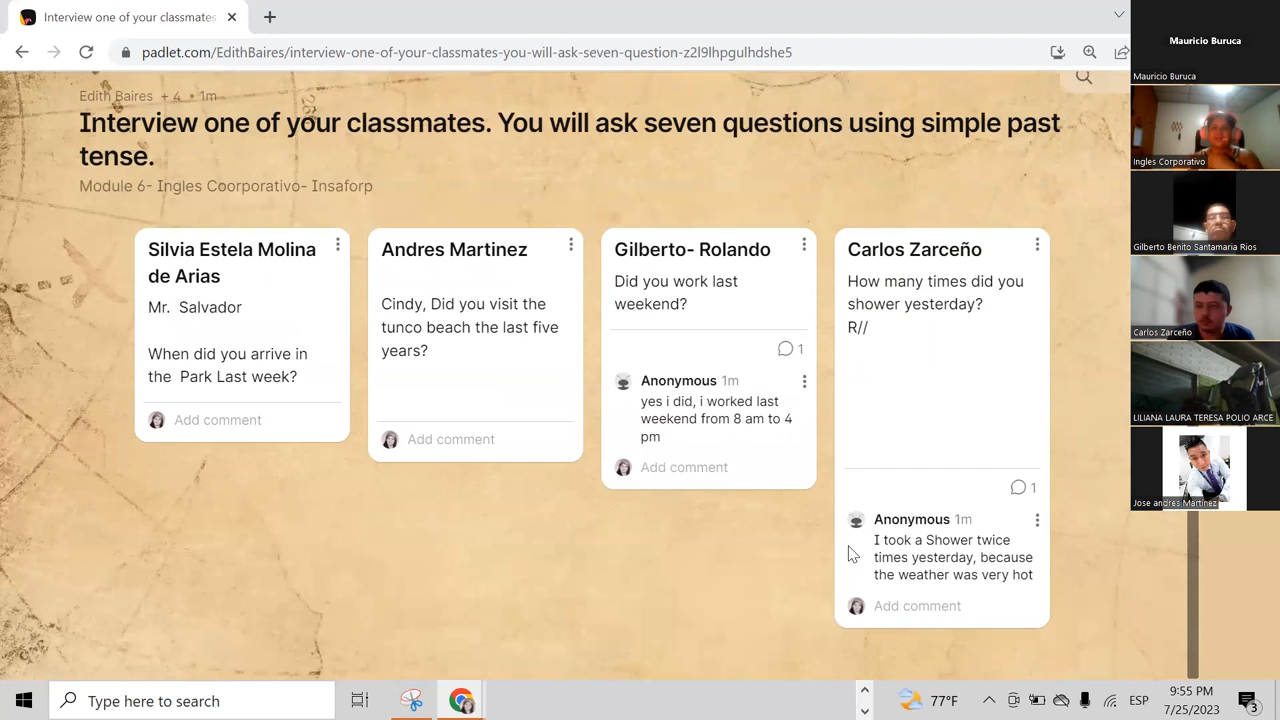 Interview one of your classmates.
padlet.com/EdithBaires/interview-one-of-your-classmates-you-will-ask-seven-question-z2l9lhpgulhdshe5
Edith Baires + 4 • 1m
Interview one of your classmates. You will ask seven questions using simple past
tense.
Module 6- Ingles Coorporativo- Insaforp
Silvia Estela Molina
de Arias
Mr. Salvador
When did you arrive in
the Park Last week?
Add comment
Andres Martinez
Cindy, Did you visit the
tunco beach the last five
years?
Add comment
Gilberto- Rolando
Did you work last
weekend?
1
Anonymous 1m
yes i did, i worked last
weekend from 8 am to 4
pm
Add comment
Carlos Zarceño
How many times did you
shower yesterday?
R//
1
Anonymous 1m
I took a Shower twice
times yesterday, because
the weather was very hot
Add comment
Mauricio Buruca
Mauricio Buruca
Ingles Corporativo
Gilberto Benito Santamaria Rios
Carlos Zarceño
LILIANA LAURA TERESA POLIO ARCE
Jose andres Martinez
Type here to search
77°F
ESP
9:55 PM
7/25/2023
3